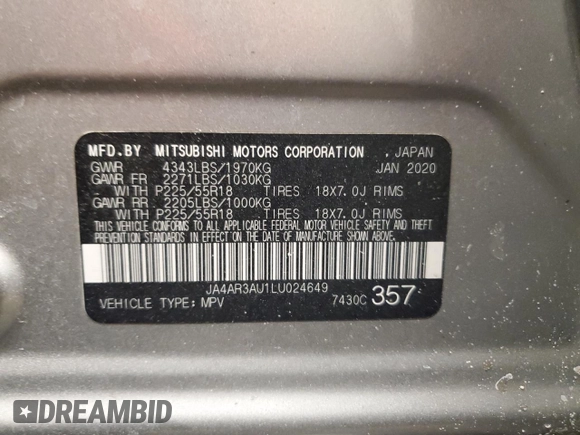 MFD.BY MITSUBISHI MOTORS CORPORATION JAPAN
GVWR 4343LBS/1970KG JAN 2020
GAWR FR 2271LBS/1030KG
WITH P225/55R18 TIRES 18X7.0J RIMS
GAWR RR 2205LBS/1000KG
WITH P225/55R18 TIRES 18X7.0J RIMS
THIS VEHICLE CONFORMS TO ALL APPLICABLE FEDERAL MOTOR VEHICLE SAFETY AND THEFT
PREVENTION STANDARDS IN EFFECT ON THE DATE OF MANUFACTURE SHOWN ABOVE.
JA4AR3AU1LU024649
VEHICLE TYPE: MPV 7430C 357
DREAMBID